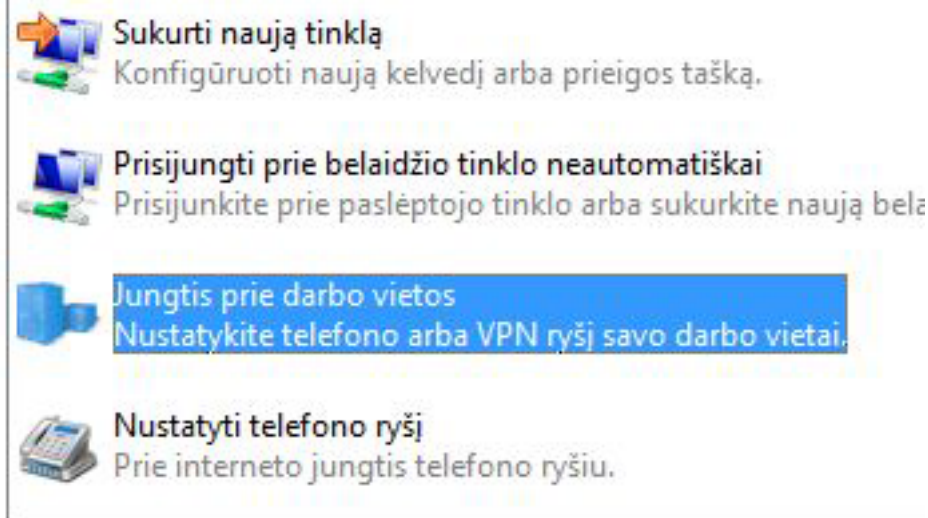 Sukurti naują tinklą
Konfigūruoti naują kelvedį arba prieigos tašką.
Prisijungti prie belaidžio tinklo neautomatiškai
Prisijunkite prie paslėptojo tinklo arba sukurkite naują
Jungtis prie darbo vietos
Nustatykite telefono arba VPN ryšį savo darbo vietai.
Nustatyti telefono ryšį
Prie interneto jungtis telefono ryšiu.